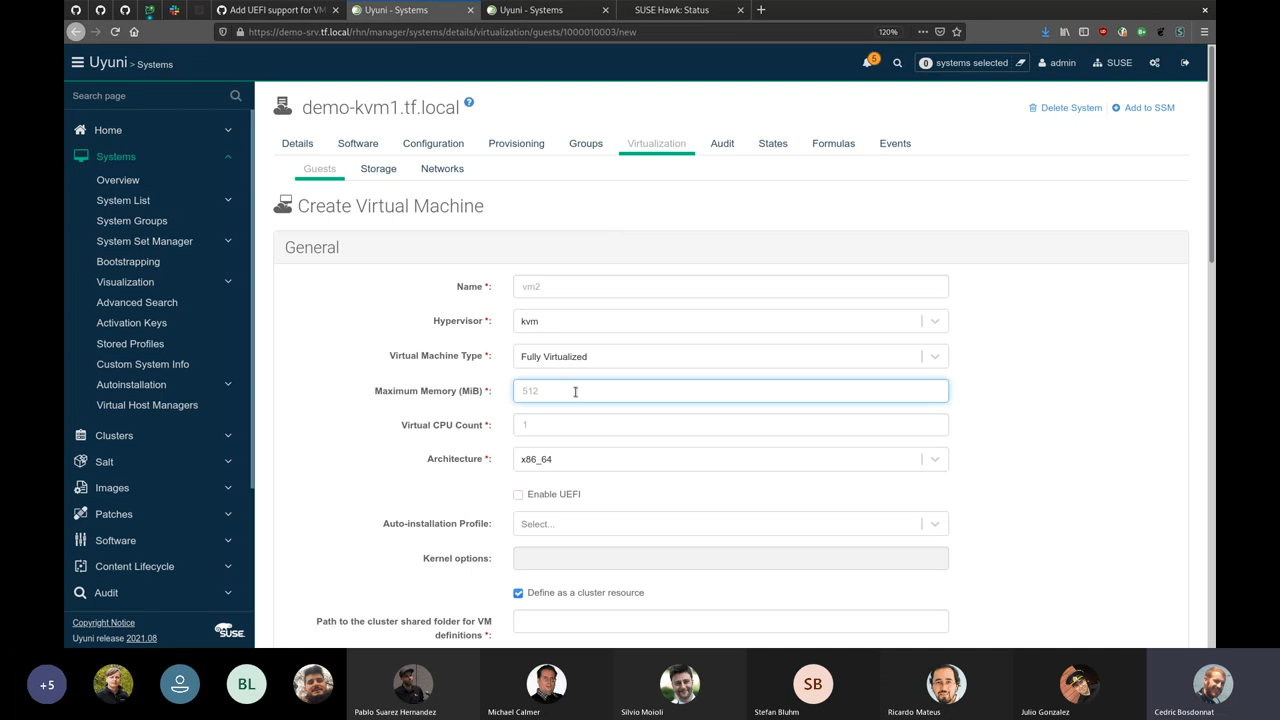 Add UEFI support for VM
Uyuni - Systems
Uyuni - Systems
SUSE Hawk: Status
https://demo-srv.tf.local/rhn/manager/systems/details/virtualization/guests/1000010003/new
120%
Uyuni > Systems
5
0 systems selected
admin
SUSE
Search page
Home
Systems
Overview
System List
System Groups
System Set Manager
Bootstrapping
Visualization
Advanced Search
Activation Keys
Stored Profiles
Custom System Info
Autoinstallation
Virtual Host Managers
Clusters
Salt
Images
Patches
Software
Content Lifecycle
Audit
Copyright Notice
Uyuni release 2021.08
SUSE
demo-kvm1.tf.local ?
Delete System
Add to SSM
Details Software Configuration Provisioning Groups Virtualization Audit States Formulas Events
Guests Storage Networks
Create Virtual Machine
General
Name *: vm2
Hypervisor *: kvm
Virtual Machine Type *: Fully Virtualized
Maximum Memory (MiB) *: 512
Virtual CPU Count *: 1
Architecture *: x86_64
Enable UEFI
Auto-installation Profile: Select...
Kernel options:
Define as a cluster resource
Path to the cluster shared folder for VM
definitions *:
+5
BL
SB
Pablo Suarez Hernandez
Michael Calmer
Silvio Moioli
Stefan Bluhm
Ricardo Mateus
Julio Gonzalez
Cedric Bosdonnat